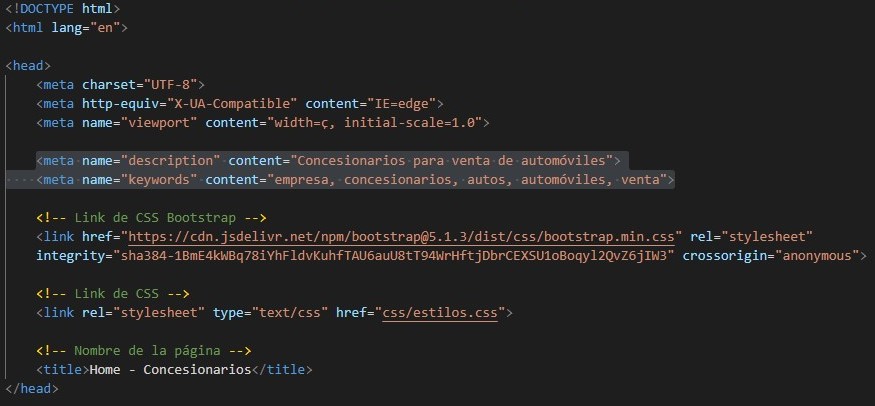 <!DOCTYPE html>
<html lang="en">
<head>
<meta charset="UTF-8">
<meta http-equiv="X-UA-Compatible" content="IE=edge">
<meta name="viewport" content="width=ç, initial-scale=1.0">
<meta name="description" content="Concesionarios para venta de automóviles">
<meta name="keywords" content="empresa, concesionarios, autos, automóviles, venta">
<!-- Link de CSS Bootstrap -->
<link href="https://cdn.jsdelivr.net/npm/bootstrap@5.1.3/dist/css/bootstrap.min.css" rel="stylesheet"
integrity="sha384-1BmE4kWBq78iYhFldvKuhfTAU6auU8tT94WrHftjDbrCEXSU1oBoqyl2QvZ6jIW3" crossorigin="anonymous">
<!-- Link de CSS -->
<link rel="stylesheet" type="text/css" href="css/estilos.css">
<!-- Nombre de la página -->
<title>Home - Concesionarios</title>
</head>